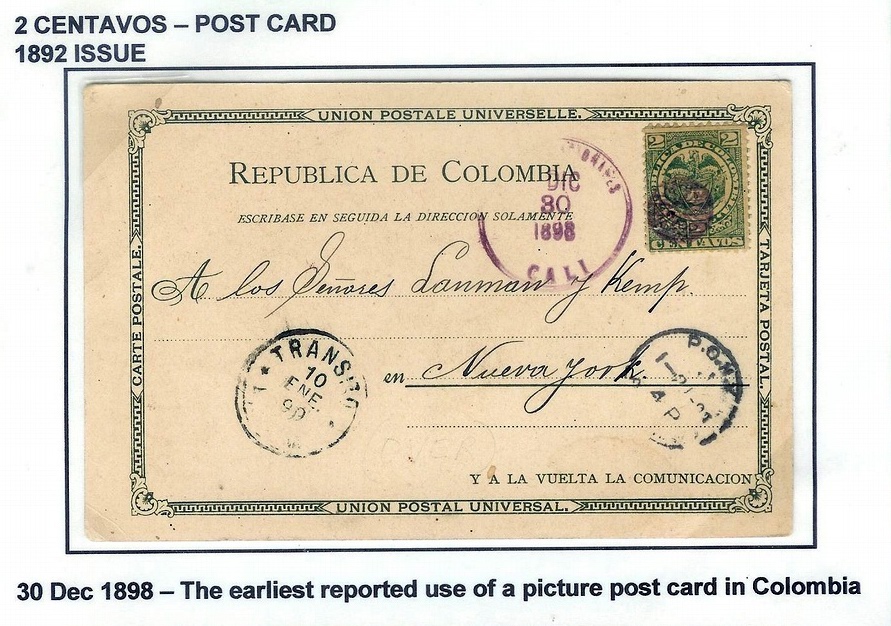 2 CENTAVOS – POST CARD
1892 ISSUE
UNION POSTALE UNIVERSELLE.
2 2
CENTAVOS
REPUBLICA DE COLOMBIA
ESCRIBASE EN SEGUIDA LA DIRECCION SOLAMENTE
DIC
30
1898
CALI
CARTE POSTALE.
TARJETA POSTAL.
A los Señores Lanman y Kemp.
TRANSITO
10
ENE
en Nueva York
P.O.N.Y.
Y A LA VUELTA LA COMUNICACION
UNION POSTAL UNIVERSAL.
30 Dec 1898 – The earliest reported use of a picture post card in Colombia